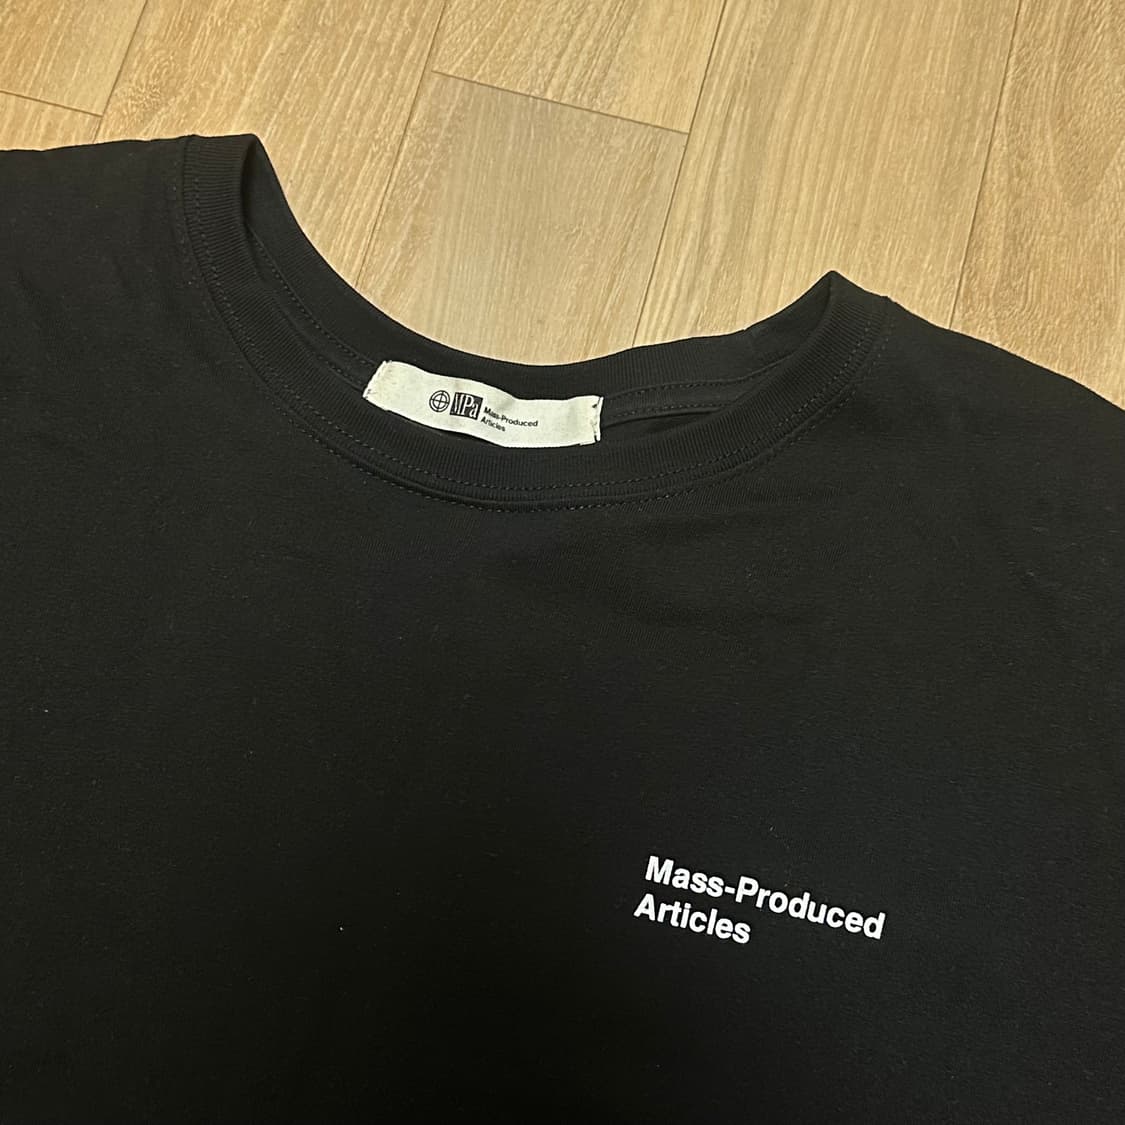 MPa
Mass-Produced
Articles
Mass-Produced
Articles